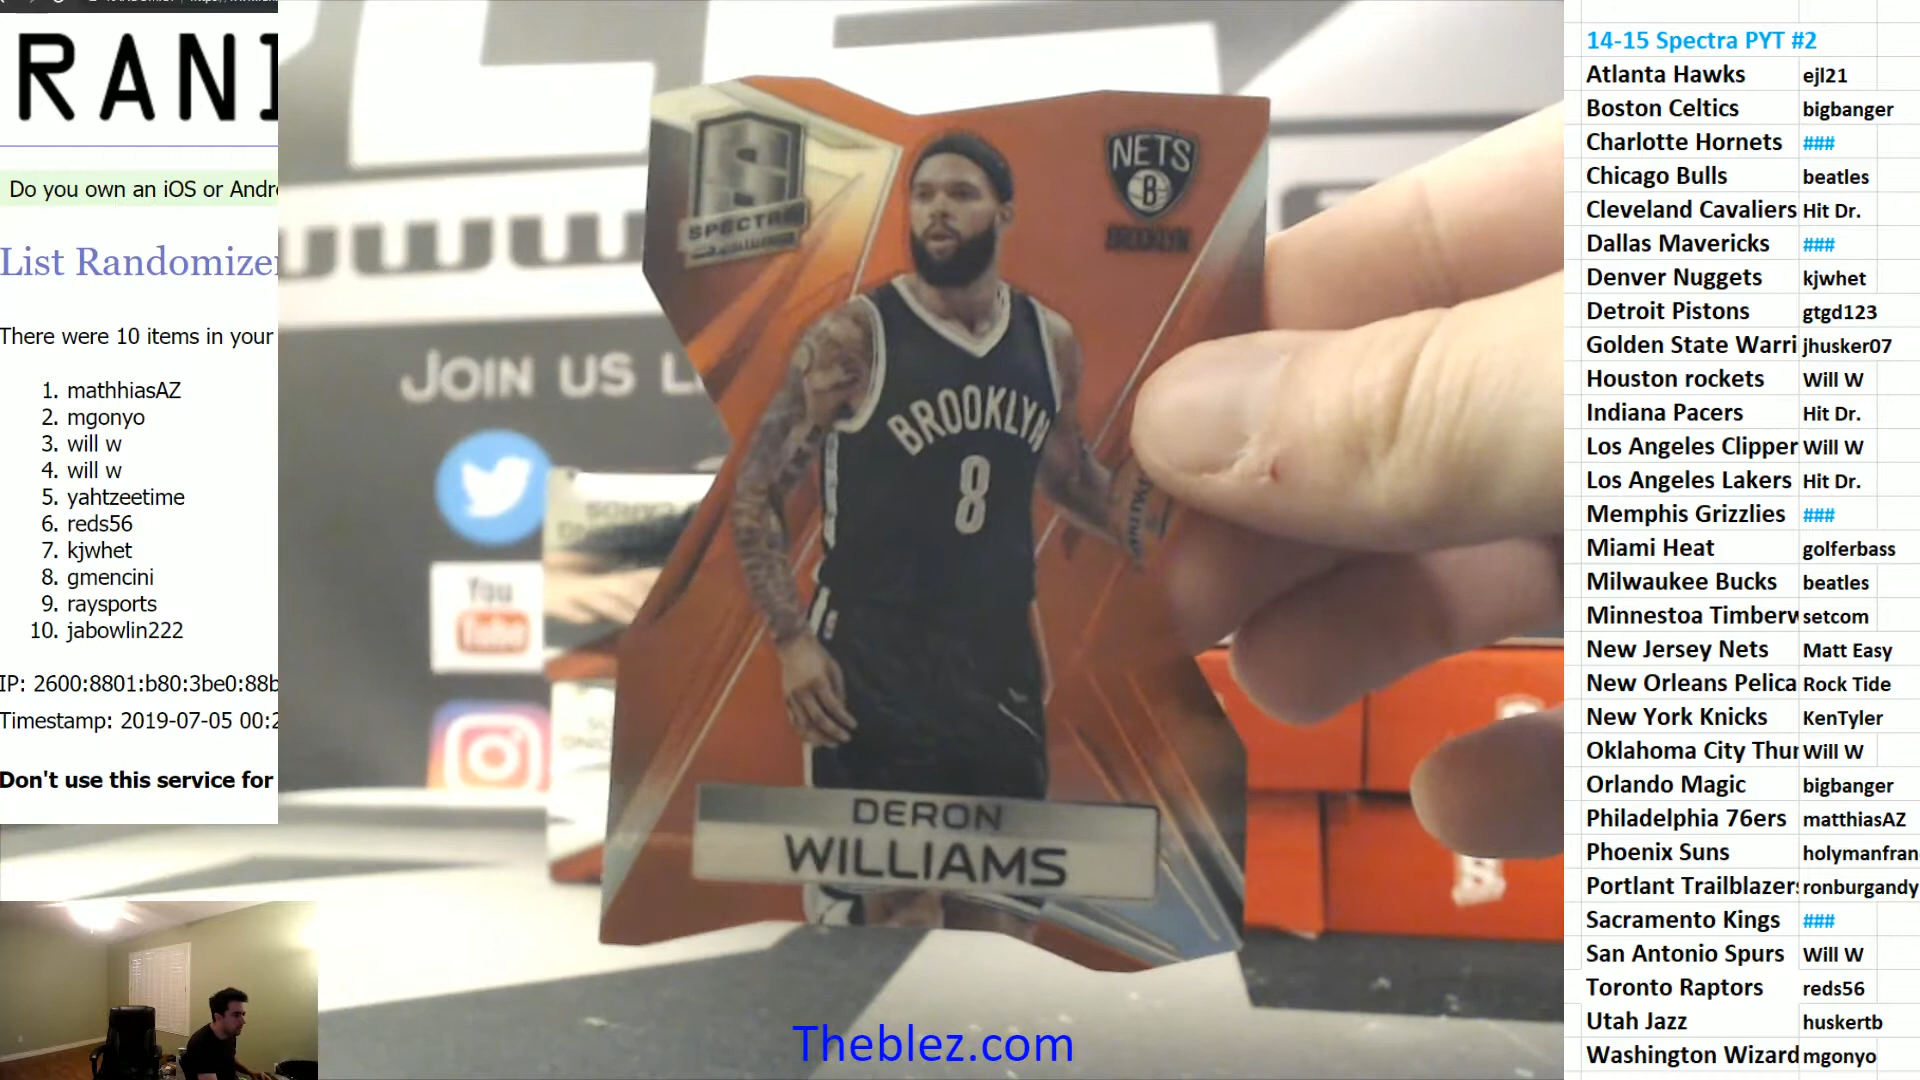 RANI
Do you own an iOS or Andr
List Randomize
There were 10 items in your
1. mathhiasAZ
2. mgonyo
3. will w
4. will w
5. yahtzeetime
6. reds56
7. kjwhet
8. gmencini
9. raysports
10. jabowlin222
IP: 2600:8801:b80:3be0:88b
Timestamp: 2019-07-05 00:2
Don't use this service for
www
JOIN US L
You
Tube
S
SPECTRA
NETS
B
BROOKLYN
BROOKLYN
8
DERON
WILLIAMS
Theblez.com
14-15 Spectra PYT #2
Atlanta Hawks ejl21
Boston Celtics bigbanger
Charlotte Hornets ###
Chicago Bulls beatles
Cleveland Cavaliers Hit Dr.
Dallas Mavericks ###
Denver Nuggets kjwhet
Detroit Pistons gtgd123
Golden State Warri jhusker07
Houston rockets Will W
Indiana Pacers Hit Dr.
Los Angeles Clipper Will W
Los Angeles Lakers Hit Dr.
Memphis Grizzlies ###
Miami Heat golferbass
Milwaukee Bucks beatles
Minnestoa Timberw setcom
New Jersey Nets Matt Easy
New Orleans Pelica Rock Tide
New York Knicks KenTyler
Oklahoma City Thur Will W
Orlando Magic bigbanger
Philadelphia 76ers matthiasAZ
Phoenix Suns holymanfran
Portlant Trailblazers ronburgandy
Sacramento Kings ###
San Antonio Spurs Will W
Toronto Raptors reds56
Utah Jazz huskertb
Washington Wizard mgonyo